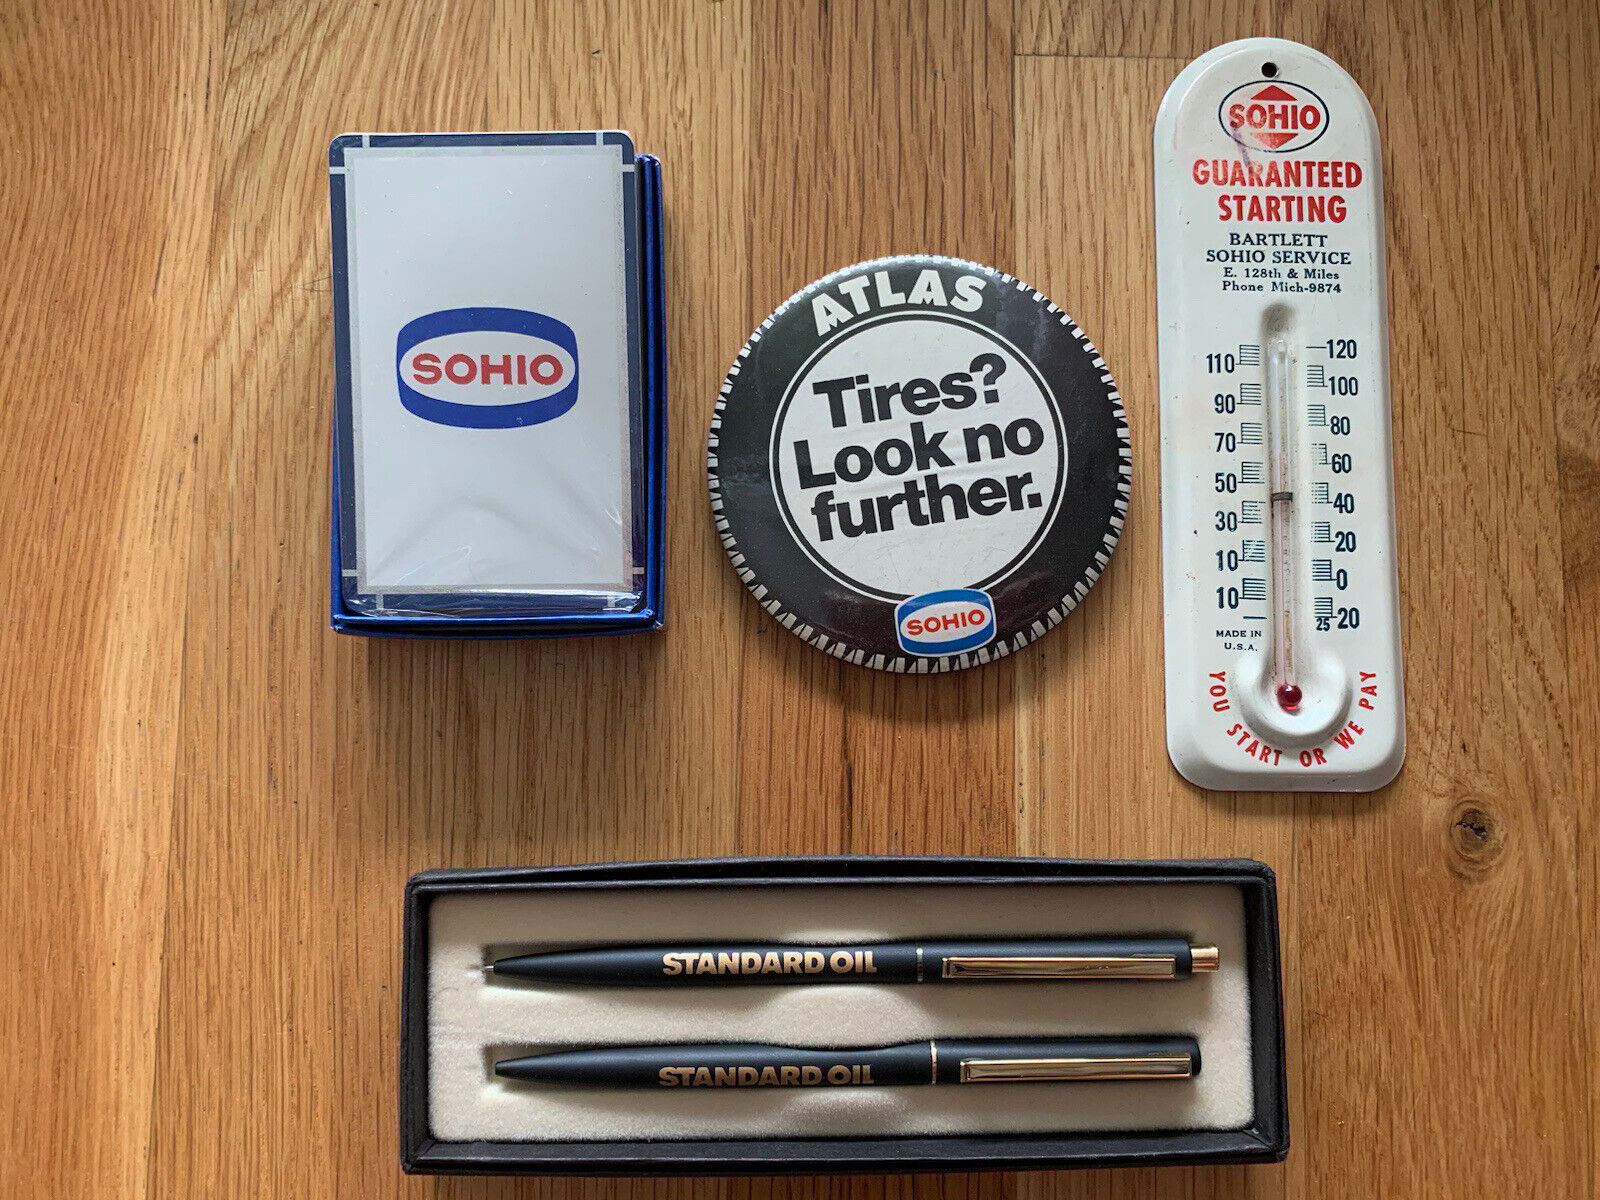 SOHIO
ATLAS
Tires?
Look no
further.
SOHIO
SOHIO
GUARANTEED
STARTING
BARTLETT
SOHIO SERVICE
E. 128th & Miles
Phone Mich-9874
120
110
100
90
80
70
60
50
40
30
20
10
0
10
25 20
MADE IN
U.S.A.
YOU START OR WE PAY
STANDARD OIL
STANDARD OIL